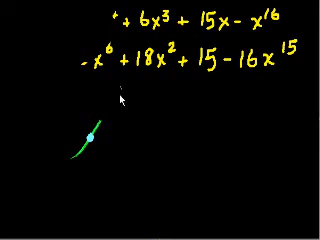 + 6x³ + 15x - x¹⁶
-x⁶ + 18x² + 15 - 16x¹⁵